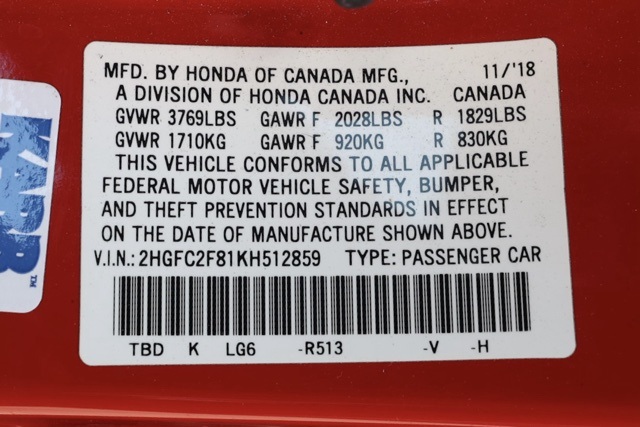 MFD. BY HONDA OF CANADA MFG., 11/'18
A DIVISION OF HONDA CANADA INC. CANADA
GVWR 3769LBS GAWR F 2028LBS R 1829LBS
GVWR 1710KG GAWR F 920KG R 830KG
THIS VEHICLE CONFORMS TO ALL APPLICABLE
FEDERAL MOTOR VEHICLE SAFETY, BUMPER,
AND THEFT PREVENTION STANDARDS IN EFFECT
ON THE DATE OF MANUFACTURE SHOWN ABOVE.
V.I.N.: 2HGFC2F81KH512859 TYPE: PASSENGER CAR
TBD K LG6 -R513 -V -H
KARR
TM